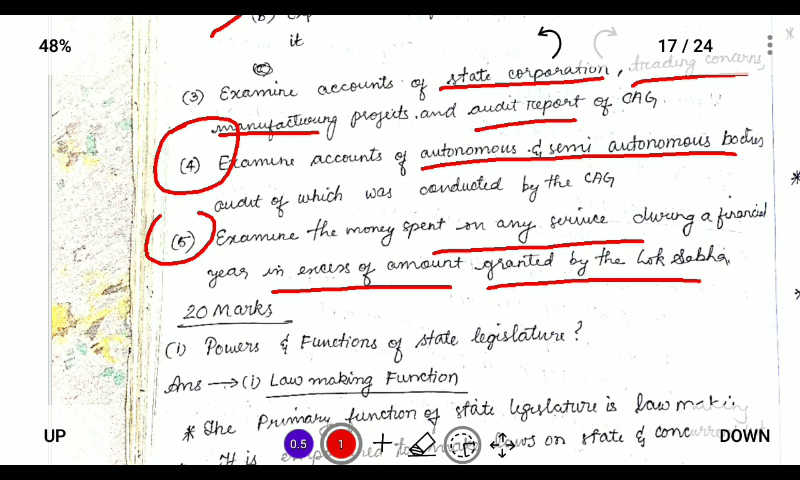 48%
17 / 24
it
(3) Examine accounts of state corporation, trading concerns,
manufacturing projects and audit report of CAG
(4) Examine accounts of autonomous & semi autonomous bodies
audit of which was conducted by the CAG
(5) Examine the money spent on any service during a financial
year in excess of amount granted by the Lok Sabha.
20 Marks
(i) Powers & Functions of state legislature?
Ans → (i) Law making Function
* The Primary function of state legislature is law making
UP
0.5
1
DOWN
It is laws on state &